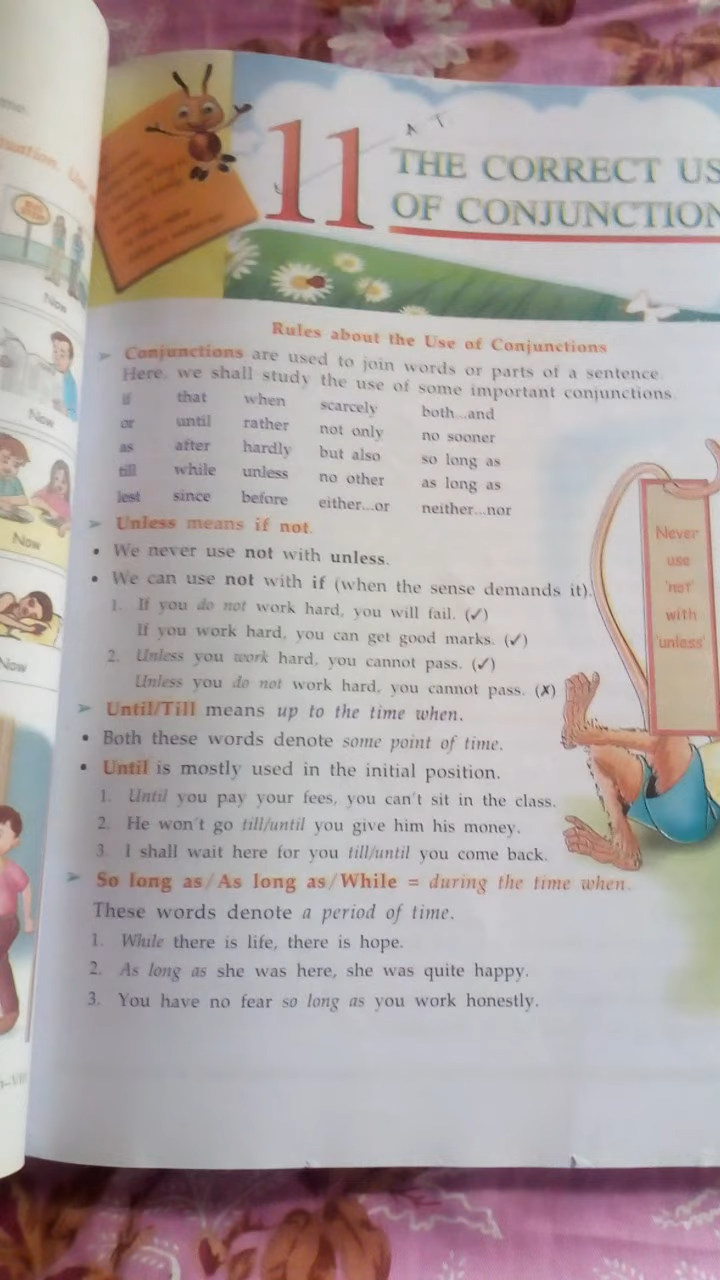 11
THE CORRECT US
OF CONJUNCTION
Rules about the Use of Conjunctions
➢ Conjunctions are used to join words or parts of a sentence.
Here, we shall study the use of some important conjunctions.
if that when scarcely both...and
or until rather not only no sooner
as after hardly but also so long as
till while unless no other as long as
lest since before either...or neither...nor
➢ Unless means if not.
• We never use not with unless.
• We can use not with if (when the sense demands it).
1. If you do not work hard, you will fail. (✓)
If you work hard, you can get good marks. (✓)
2. Unless you work hard, you cannot pass. (✓)
Unless you do not work hard, you cannot pass. (✗)
➢ Until/Till means up to the time when.
• Both these words denote some point of time.
• Until is mostly used in the initial position.
1. Until you pay your fees, you can't sit in the class.
2. He won't go till/until you give him his money.
3. I shall wait here for you till/until you come back.
➢ So long as/As long as/While = during the time when.
These words denote a period of time.
1. While there is life, there is hope.
2. As long as she was here, she was quite happy.
3. You have no fear so long as you work honestly.
Never
use
'not'
with
'unless'
Now
Now
Now
Now